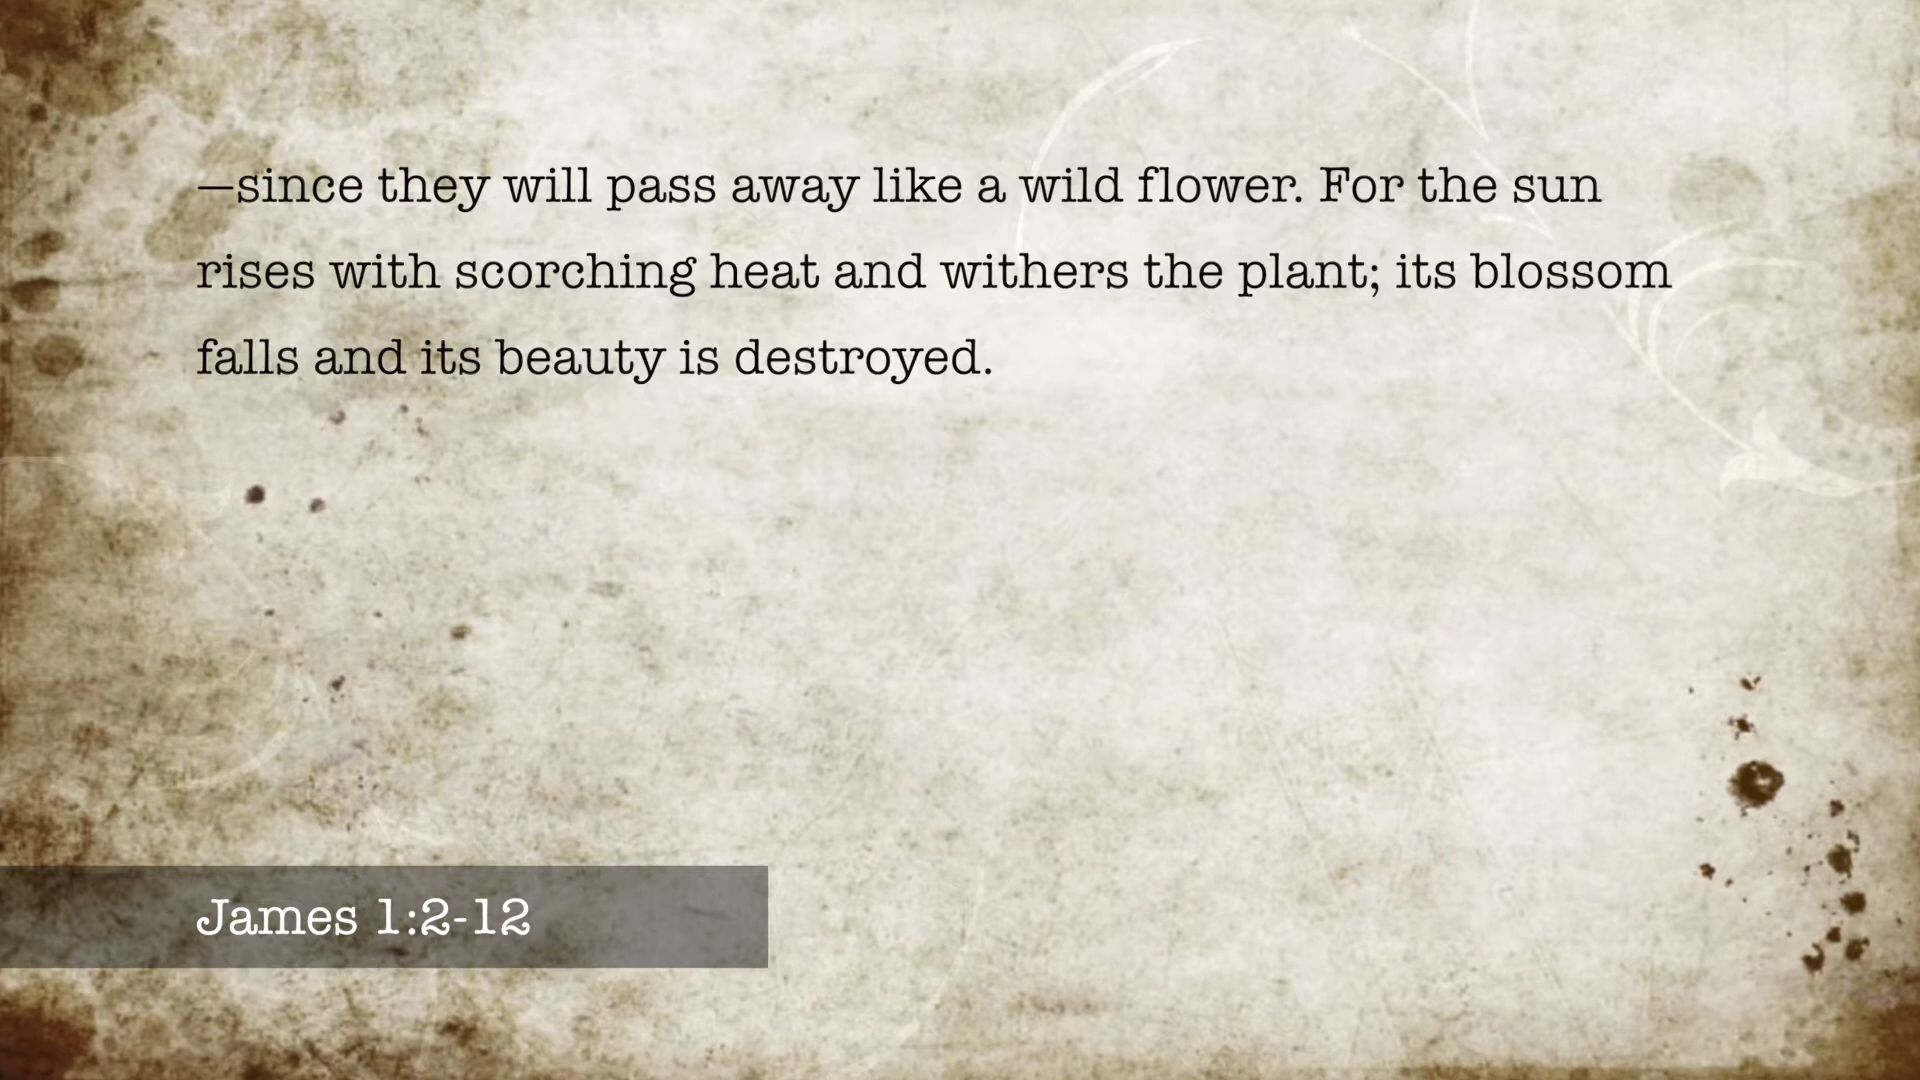 —since they will pass away like a wild flower. For the sun
rises with scorching heat and withers the plant; its blossom
falls and its beauty is destroyed.
James 1:2-12